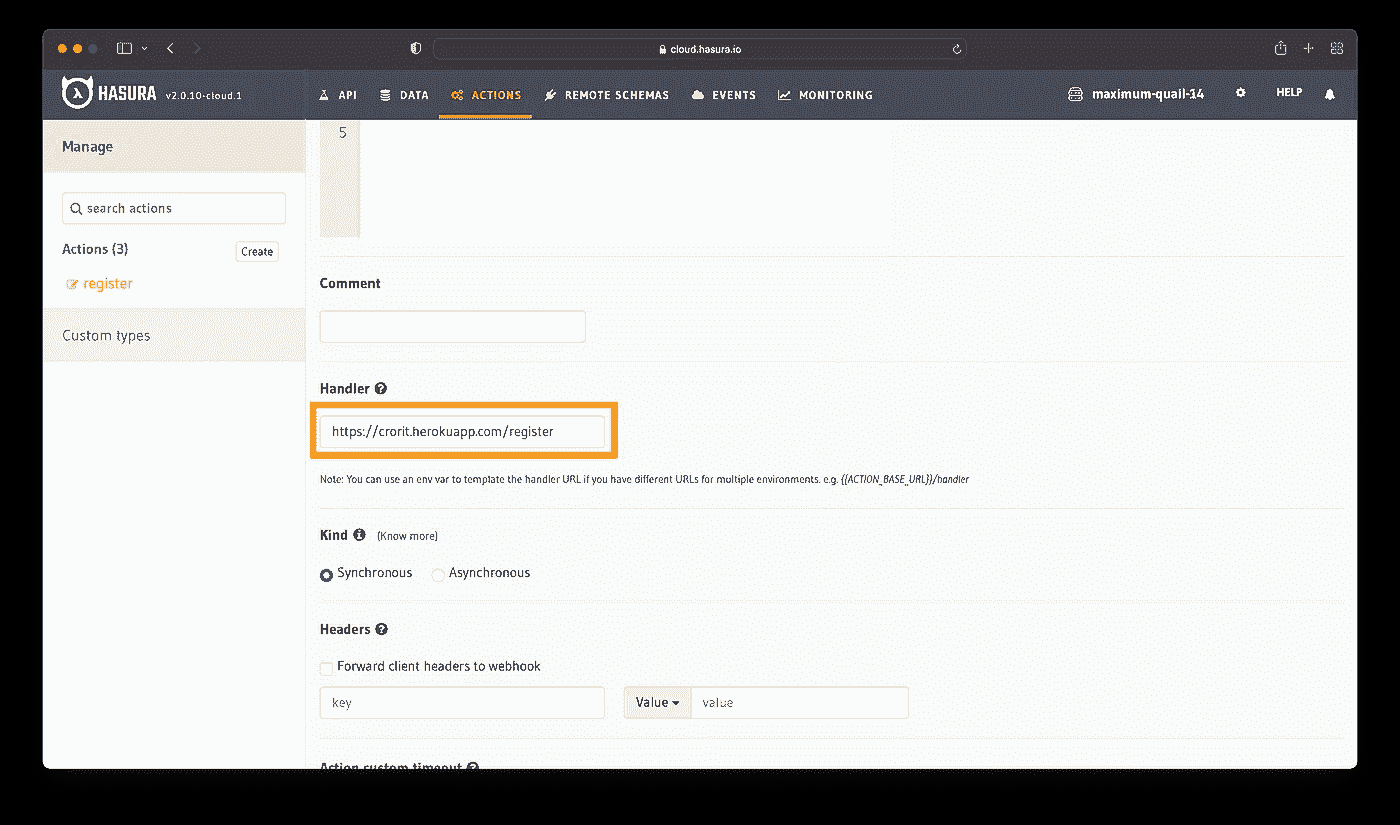 cloud.hasura.io
HASURA v2.0.10-cloud.1 API DATA ACTIONS REMOTE SCHEMAS EVENTS MONITORING maximum-quail-14 HELP
Manage
search actions
Actions (3) Create
register
Custom types
5
Comment
Handler
https://crorit.herokuapp.com/register
Note: You can use an env var to template the handler URL if you have different URLs for multiple environments. e.g. {{ACTION_BASE_URL}}/handler
Kind (Know more)
Synchronous Asynchronous
Headers
Forward client headers to webhook
key Value value
Action custom timeout